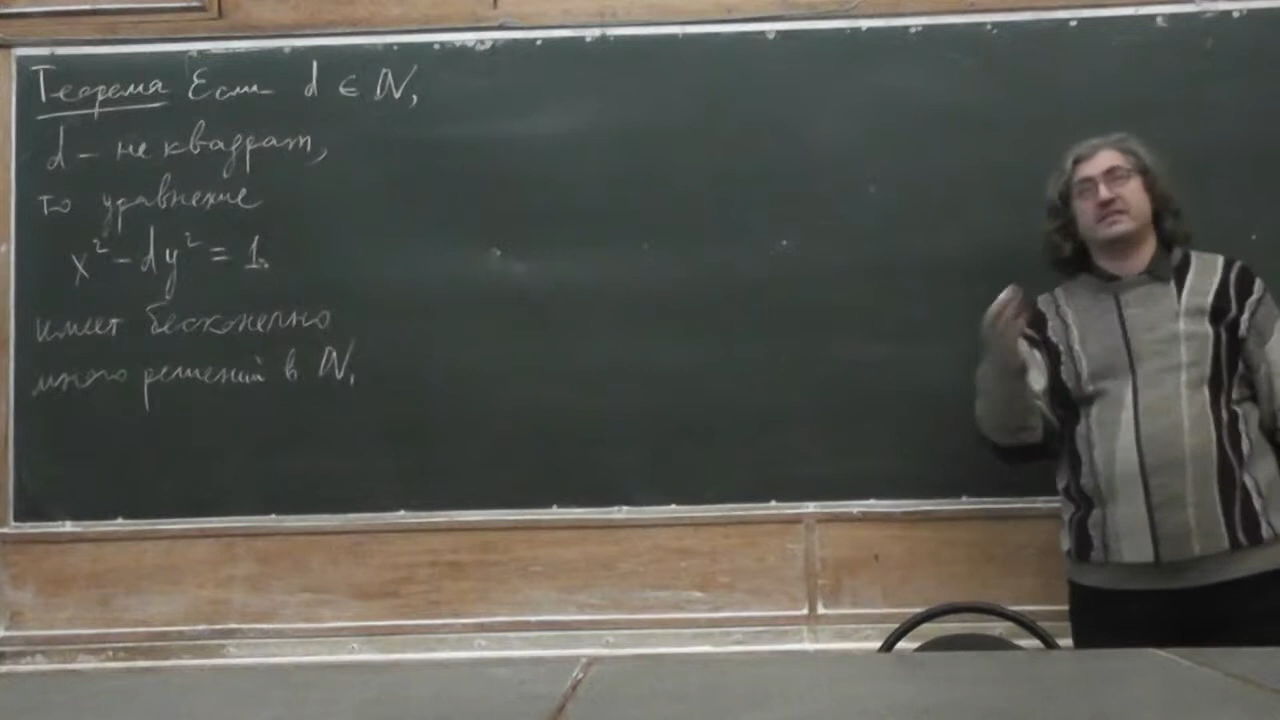 Теорема Если d ∈ ℕ,
d – не квадрат,
то уравнение
x² – dy² = 1.
имеет бесконечно
много решений в ℕ.